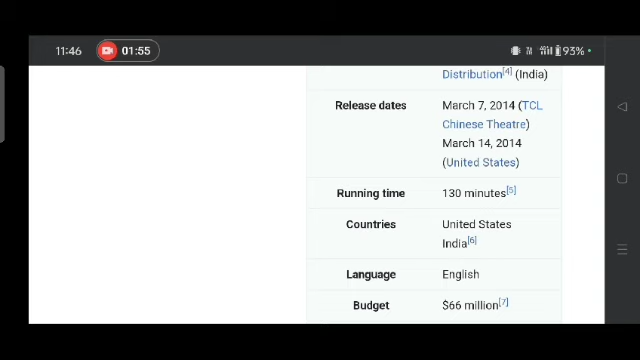 11:46 01:55 93%
Distribution[4] (India)
Release dates March 7, 2014 (TCL
Chinese Theatre)
March 14, 2014
(United States)
Running time 130 minutes[5]
Countries United States
India[6]
Language English
Budget $66 million[7]